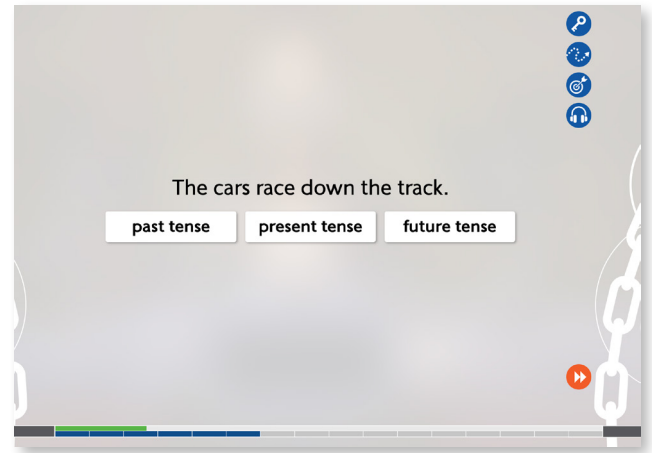 The cars race down the track.
past tense present tense future tense